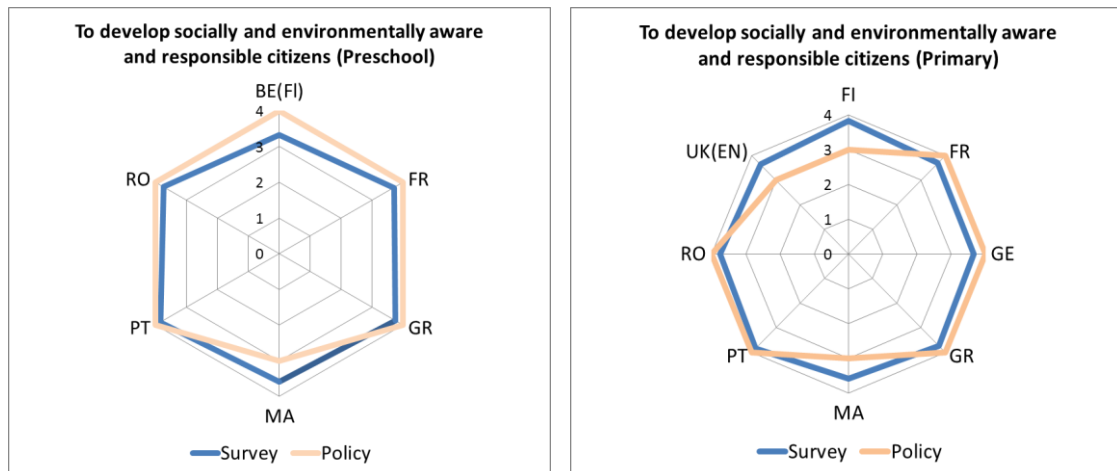 To develop socially and environmentally aware
and responsible citizens (Preschool)
BE(Fl)
4
3
2
1
0
RO
FR
PT
GR
MA
Survey
Policy
To develop socially and environmentally aware
and responsible citizens (Primary)
FI
4
3
2
1
0
UK(EN)
FR
RO
GE
PT
GR
MA
Survey
Policy